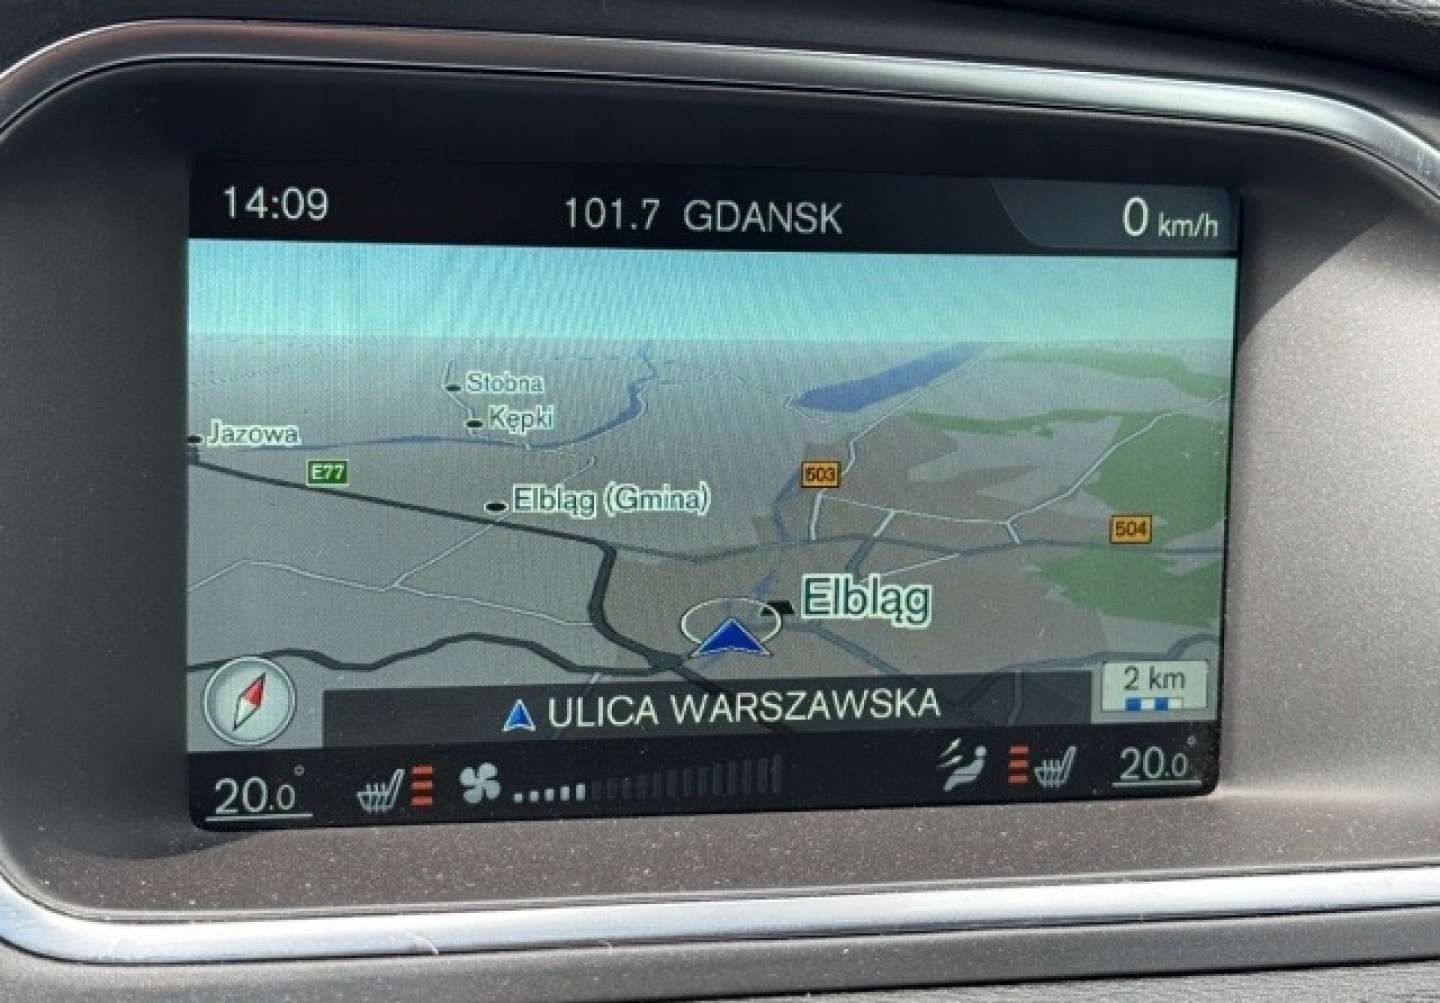 14:09
101.7 GDANSK
0 km/h
Stobna
Kępki
Jazowa
E77
503
Elbląg (Gmina)
504
Elbląg
2 km
ULICA WARSZAWSKA
20.0°
20.0°